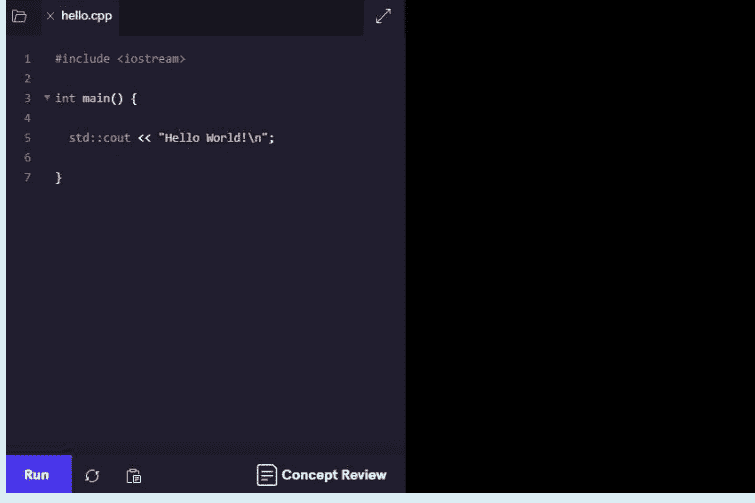 hello.cpp
1 #include <iostream>
2
3 int main() {
4
5 std::cout << "Hello World!\n";
6
7 }
Run
Concept Review